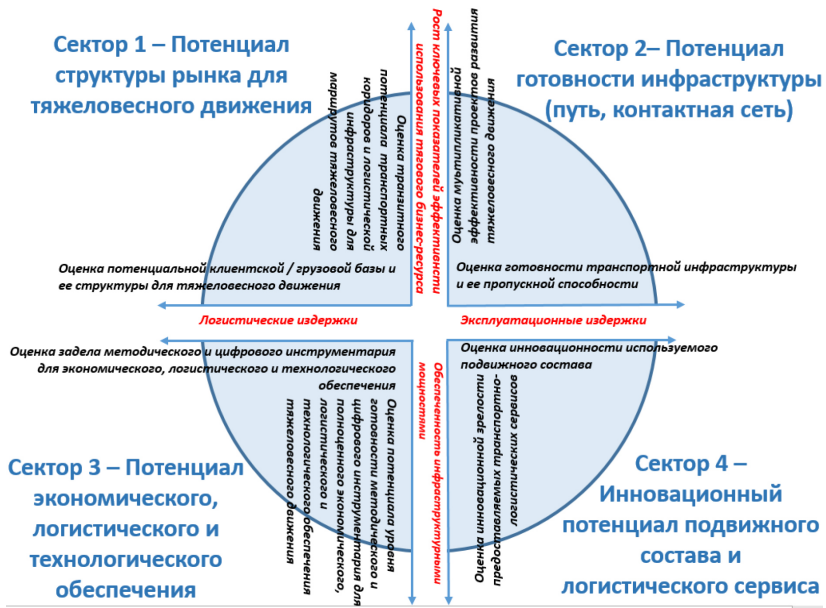 Сектор 1 – Потенциал
структуры рынка для
тяжеловесного движения
Оценка транзитного
потенциала транспортных
коридоров и логистической
инфраструктуры для
маршрутов тяжеловесного
движения
Оценка потенциальной клиентской / грузовой базы и
ее структуры для тяжеловесного движения
Рост ключевых показателей эффективнсти
использования тягового бизнес-ресурса
Сектор 2– Потенциал
готовности инфраструктуры
(путь, контактная сеть)
Оценка мультипликативной
эффективности проектов развития
тяжеловесного движения
Оценка готовности транспортной инфраструктуры
и ее пропускной способности
Логистические издержки
Эксплуатационные издержки
Оценка задела методического и цифрового инструментария
для экономического, логистического и технологического
обеспечения
Оценка потенциала уровня
готовности методического и
цифрового инструментария для
полноценного экономического,
логистического и
технологического обеспечения
тяжеловесного движения
Сектор 3 – Потенциал
экономического,
логистического и
технологического
обеспечения
Обеспеченность инфраструктурными
мощностями
Оценка инновационности используемого
подвижного состава
Оценка инновационной зрелости
предоставляемых транспортно-
логистических сервисов
Сектор 4 –
Инновационный
потенциал подвижного
состава и
логистического сервиса